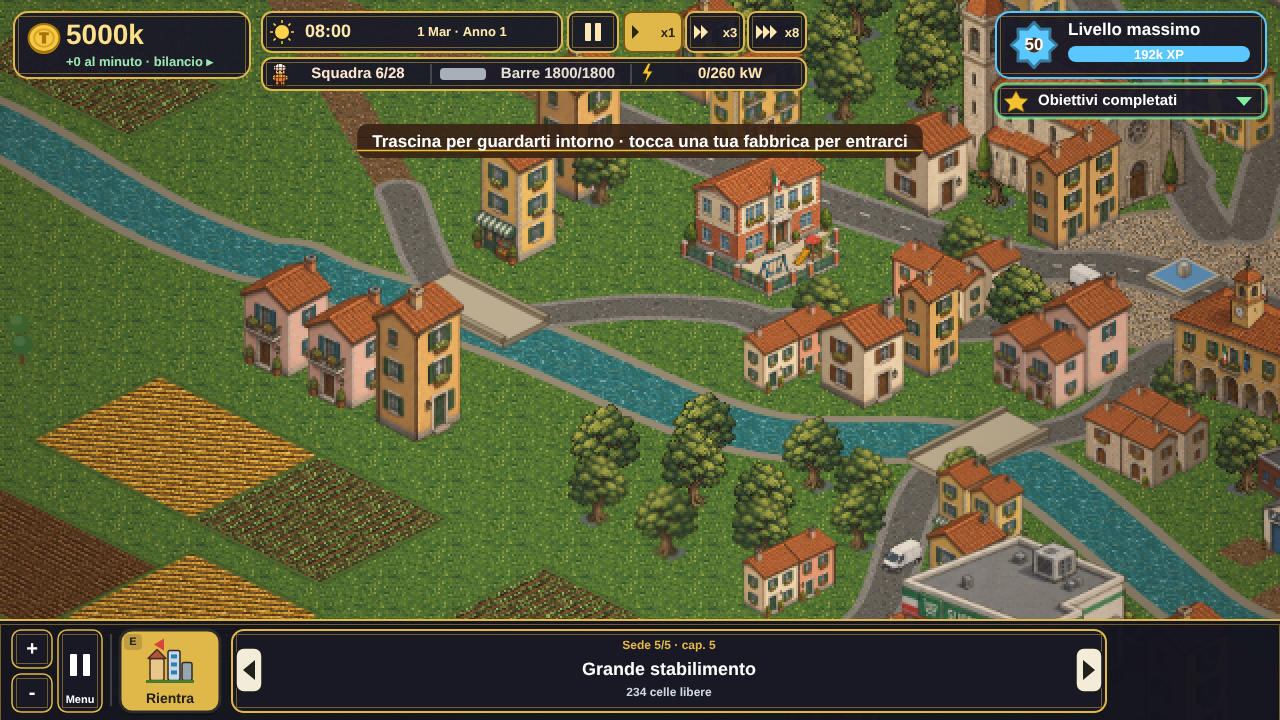 5000k
+0 al minuto · bilancio ▸
08:00
1 Mar · Anno 1
x1
x3
x8
Squadra 6/28
Barre 1800/1800
0/260 kW
50
Livello massimo
192k XP
Obiettivi completati
Trascina per guardarti intorno · tocca una tua fabbrica per entrarci
+
-
Menu
E
Rientra
Sede 5/5 · cap. 5
Grande stabilimento
234 celle libere